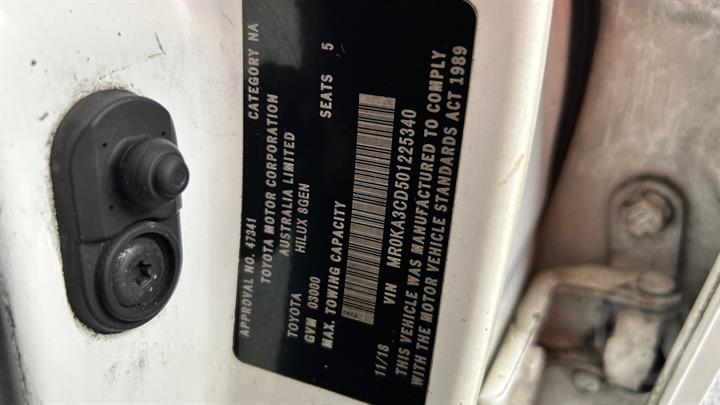 APPROVAL NO. 47341 CATEGORY NA
TOYOTA MOTOR CORPORATION
AUSTRALIA LIMITED
HILUX 8GEN
TOYOTA
GVM 03000 SEATS 5
MAX. TOWING CAPACITY
VIN MR0KA3CD501225340
11/18 THIS VEHICLE WAS MANUFACTURED TO COMPLY
WITH THE MOTOR VEHICLE STANDARDS ACT 1989